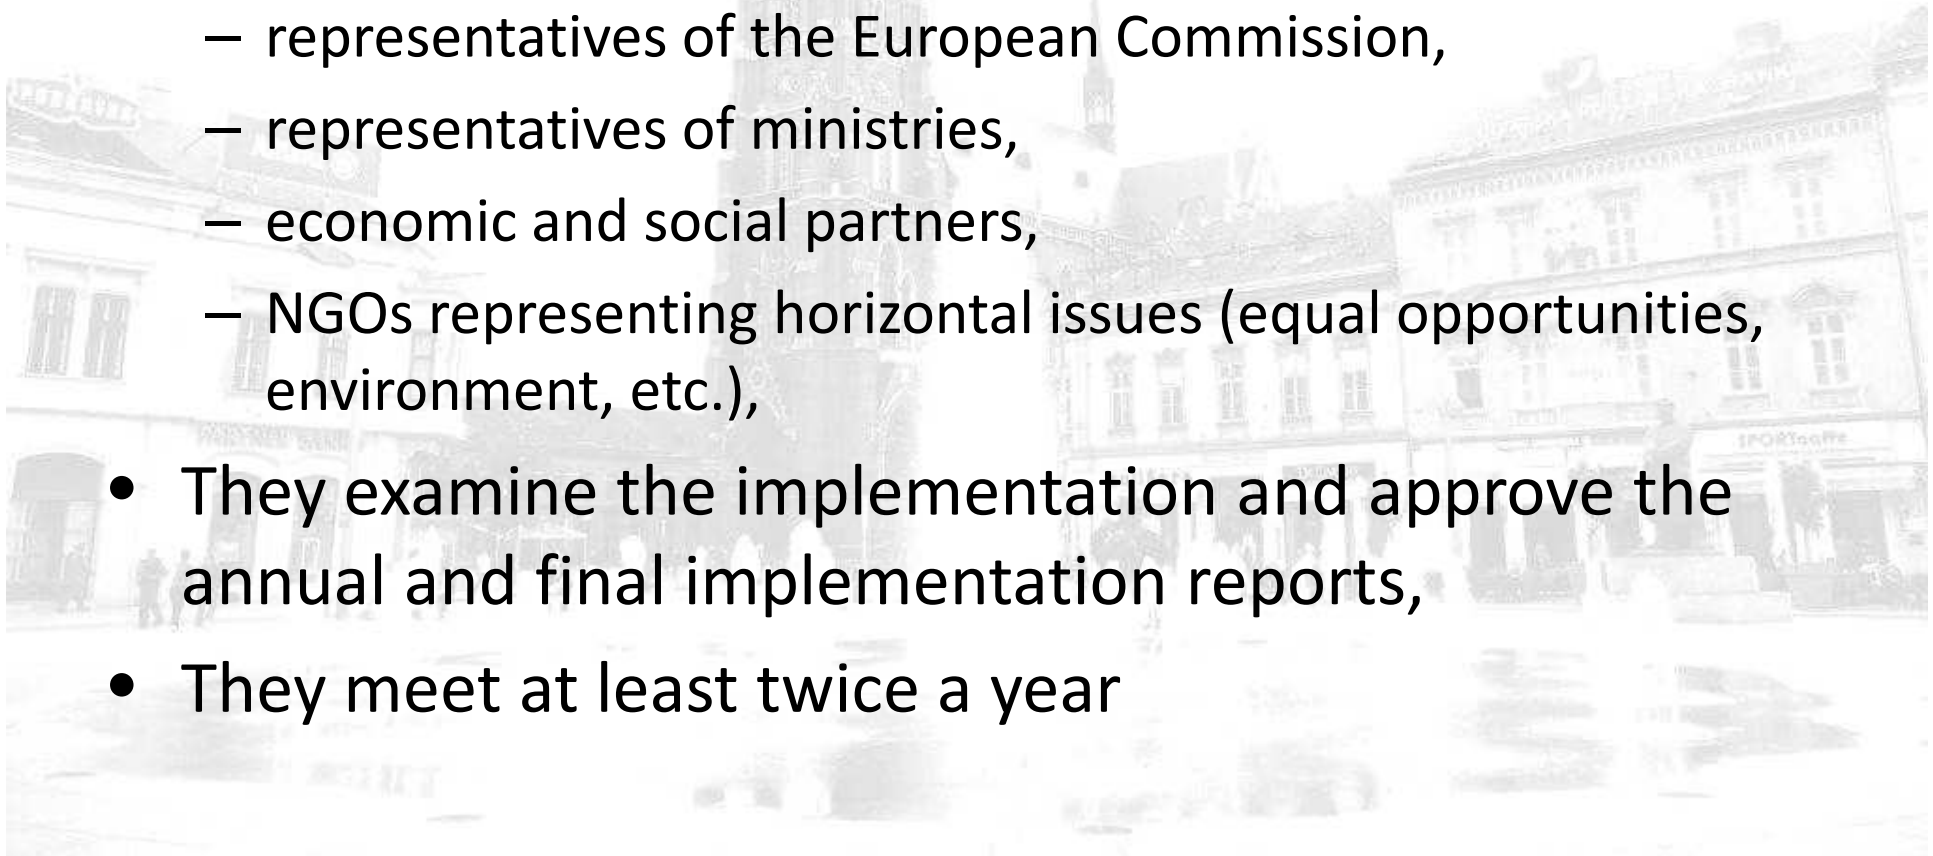 – representatives of the European Commission,
– representatives of ministries,
– economic and social partners,
– NGOs representing horizontal issues (equal opportunities,
environment, etc.),
• They examine the implementation and approve the
annual and final implementation reports,
• They meet at least twice a year